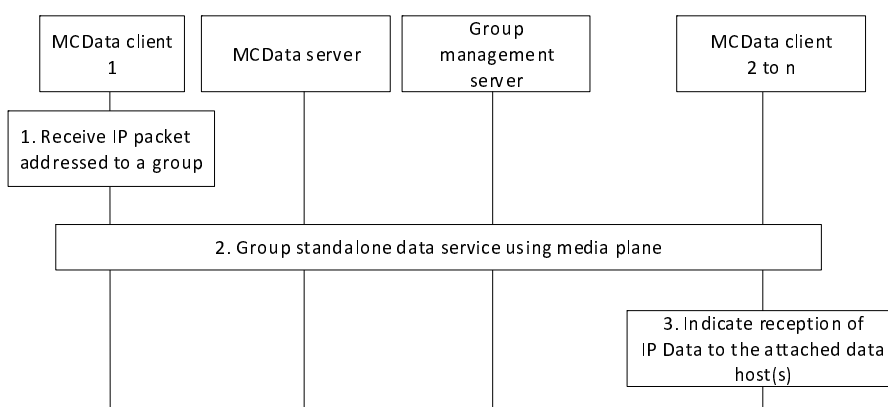 MCData client
1
MCData server
Group
management
server
MCData client
2 to n
1. Receive IP packet
addressed to a group
2. Group standalone data service using media plane
3. Indicate reception of
IP Data to the attached data
host(s)